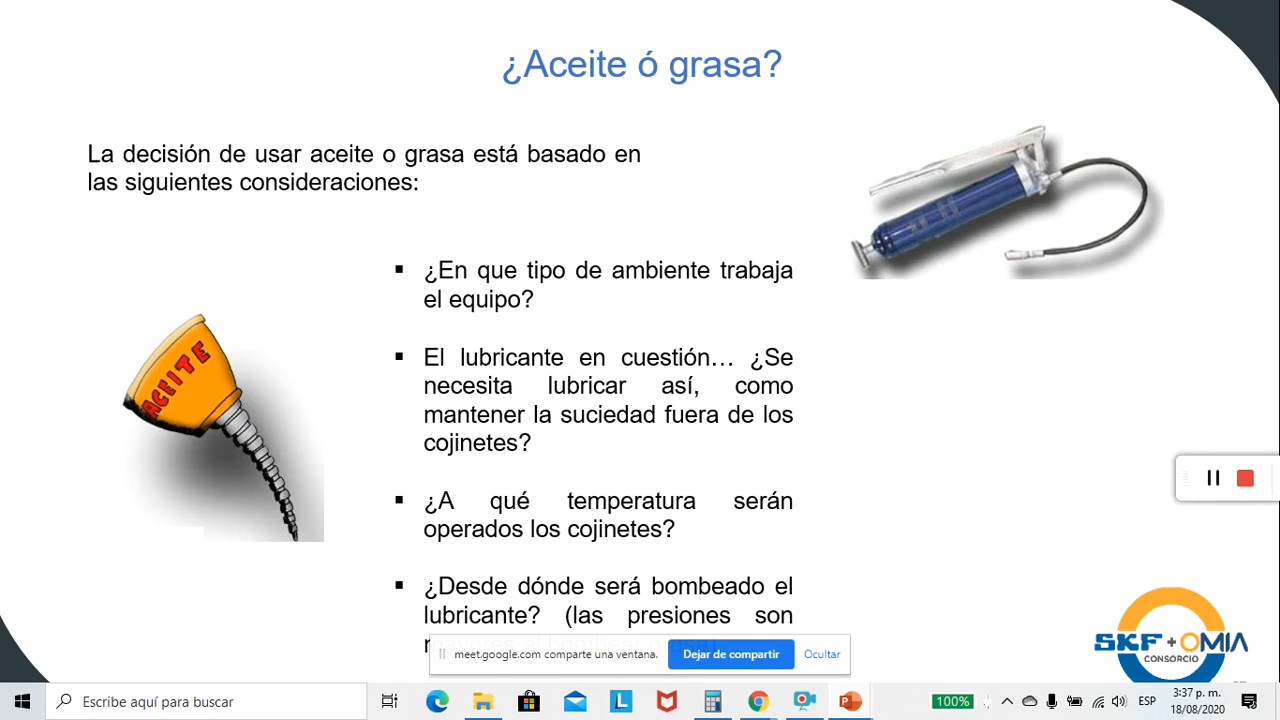 ¿Aceite ó grasa?
La decisión de usar aceite o grasa está basado en
las siguientes consideraciones:
▪ ¿En que tipo de ambiente trabaja
el equipo?
▪ El lubricante en cuestión… ¿Se
necesita lubricar así, como
mantener la suciedad fuera de los
cojinetes?
▪ ¿A qué temperatura serán
operados los cojinetes?
▪ ¿Desde dónde será bombeado el
lubricante? (las presiones son
ACEITE
SKF + OMIA
CONSORCIO
meet.google.com comparte una ventana.
Dejar de compartir
Ocultar
Escribe aquí para buscar
100%
ESP
3:37 p. m.
18/08/2020